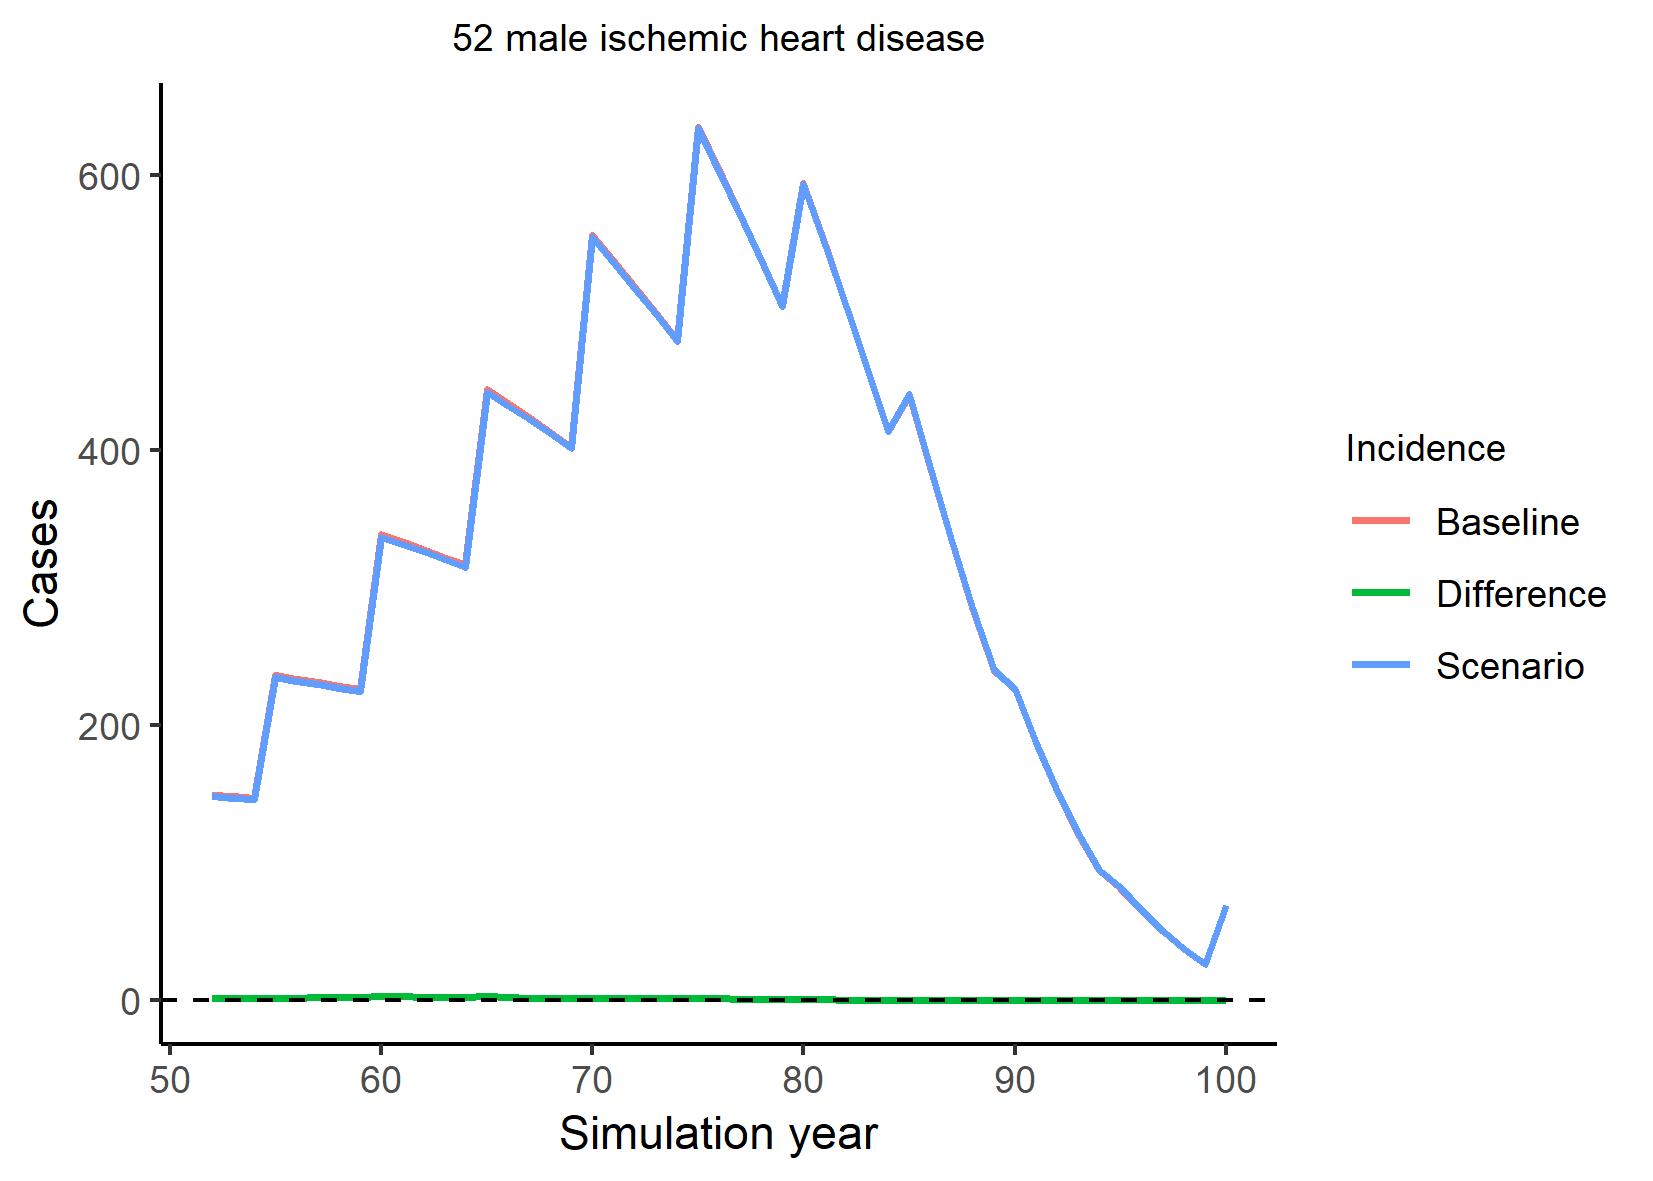 52 male ischemic heart disease
Cases
600
400
200
0
50 60 70 80 90 100
Simulation year
Incidence
Baseline
Difference
Scenario